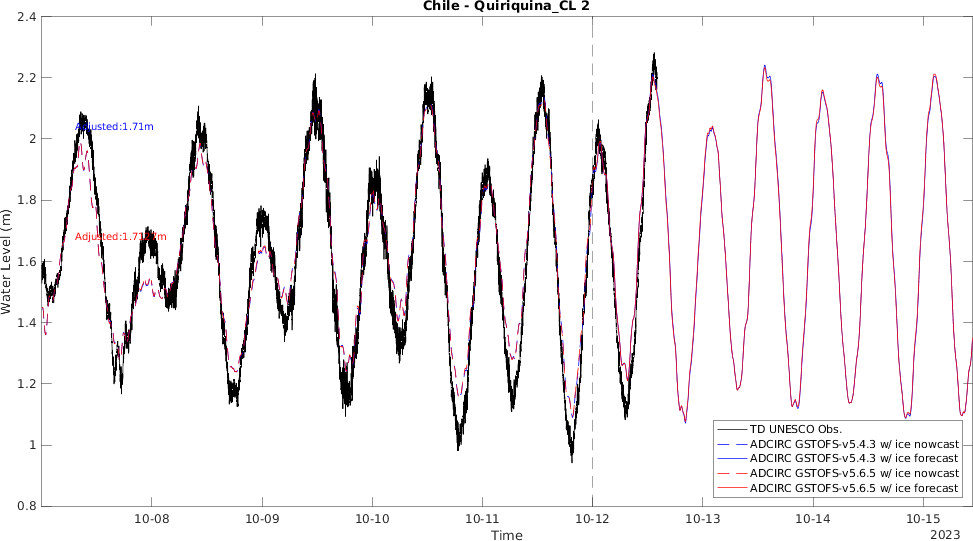 Chile - Quiriquina_CL 2
2.4
2.2
2
1.8
1.6
1.4
1.2
1
0.8
Water Level (m)
Adjusted:1.71m
10-08
10-09
10-10
10-11
10-12
10-13
10-14
10-15
Time
2023
TD UNESCO Obs.
ADCIRC GSTOFS-v5.4.3 w/ ice nowcast
ADCIRC GSTOFS-v5.4.3 w/ ice forecast
ADCIRC GSTOFS-v5.6.5 w/ ice nowcast
ADCIRC GSTOFS-v5.6.5 w/ ice forecast